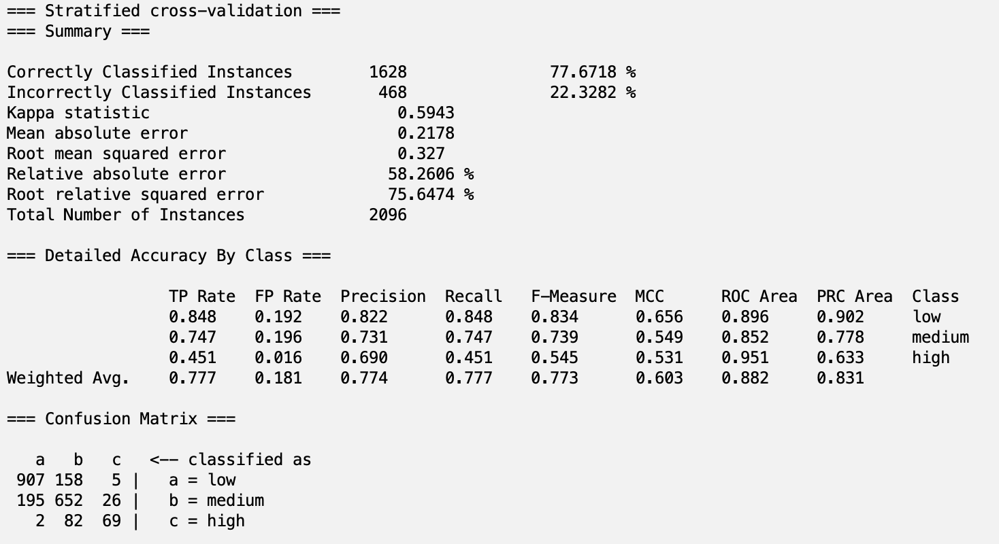 === Stratified cross-validation ===
=== Summary ===

Correctly Classified Instances        1628               77.6718 %
Incorrectly Classified Instances       468               22.3282 %
Kappa statistic                          0.5943
Mean absolute error                      0.2178
Root mean squared error                  0.327
Relative absolute error                 58.2606 %
Root relative squared error             75.6474 %
Total Number of Instances             2096

=== Detailed Accuracy By Class ===

                 TP Rate  FP Rate  Precision  Recall   F-Measure  MCC      ROC Area  PRC Area  Class
                 0.848    0.192    0.822      0.848    0.834      0.656    0.896     0.902     low
                 0.747    0.196    0.731      0.747    0.739      0.549    0.852     0.778     medium
                 0.451    0.016    0.690      0.451    0.545      0.531    0.951     0.633     high
Weighted Avg.    0.777    0.181    0.774      0.777    0.773      0.603    0.882     0.831

=== Confusion Matrix ===

   a   b   c   <-- classified as
 907 158   5 |   a = low
 195 652  26 |   b = medium
   2  82  69 |   c = high